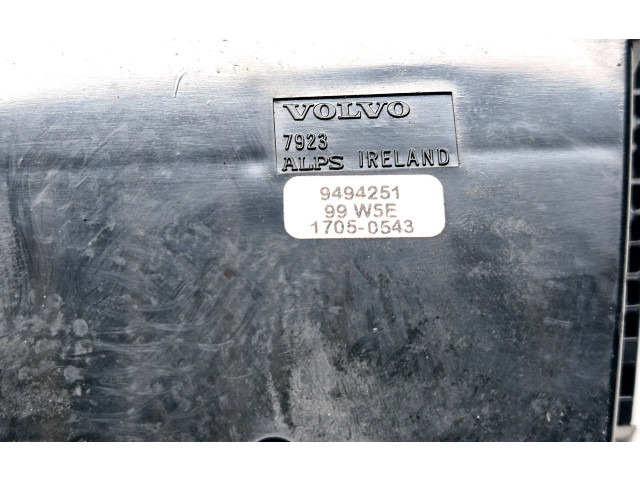 VOLVO
7923
ALPS IRELAND
9494251
99 W5E
1705-0543